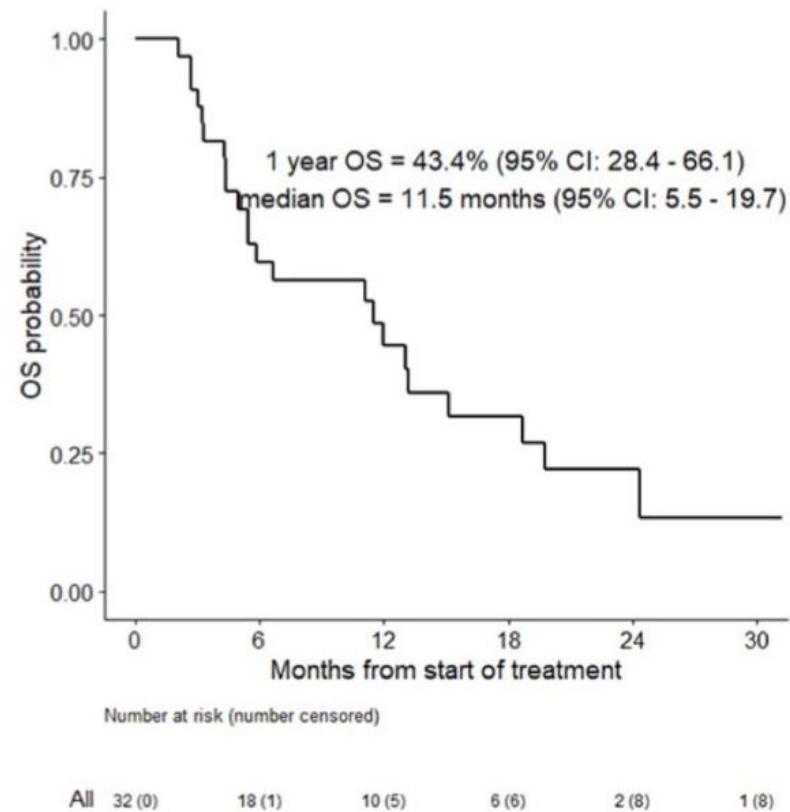 1.00
1 year OS = 43.4% (95% CI: 28.4 - 66.1)
0.75
median OS = 11.5 months (95% CI: 5.5 - 19.7)
OS probability
0.50
0.25
0.00
0 6 12 18 24 30
Months from start of treatment
Number at risk (number censored)
All 32 (0) 18 (1) 10 (5) 6 (6) 2 (8) 1 (8)